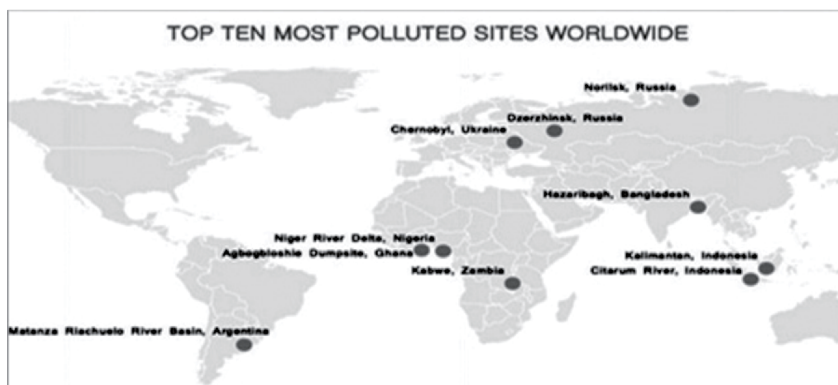 TOP TEN MOST POLLUTED SITES WORLDWIDE
Norilsk, Russia
Dzerzhinsk, Russia
Chernobyl, Ukraine
Hazaribagh, Bangladesh
Niger River Delta, Nigeria
Agbogbloshie Dumpsite, Ghana
Kabwe, Zambia
Kalimantan, Indonesia
Citarum River, Indonesia
Matanza Riachuelo River Basin, Argentina